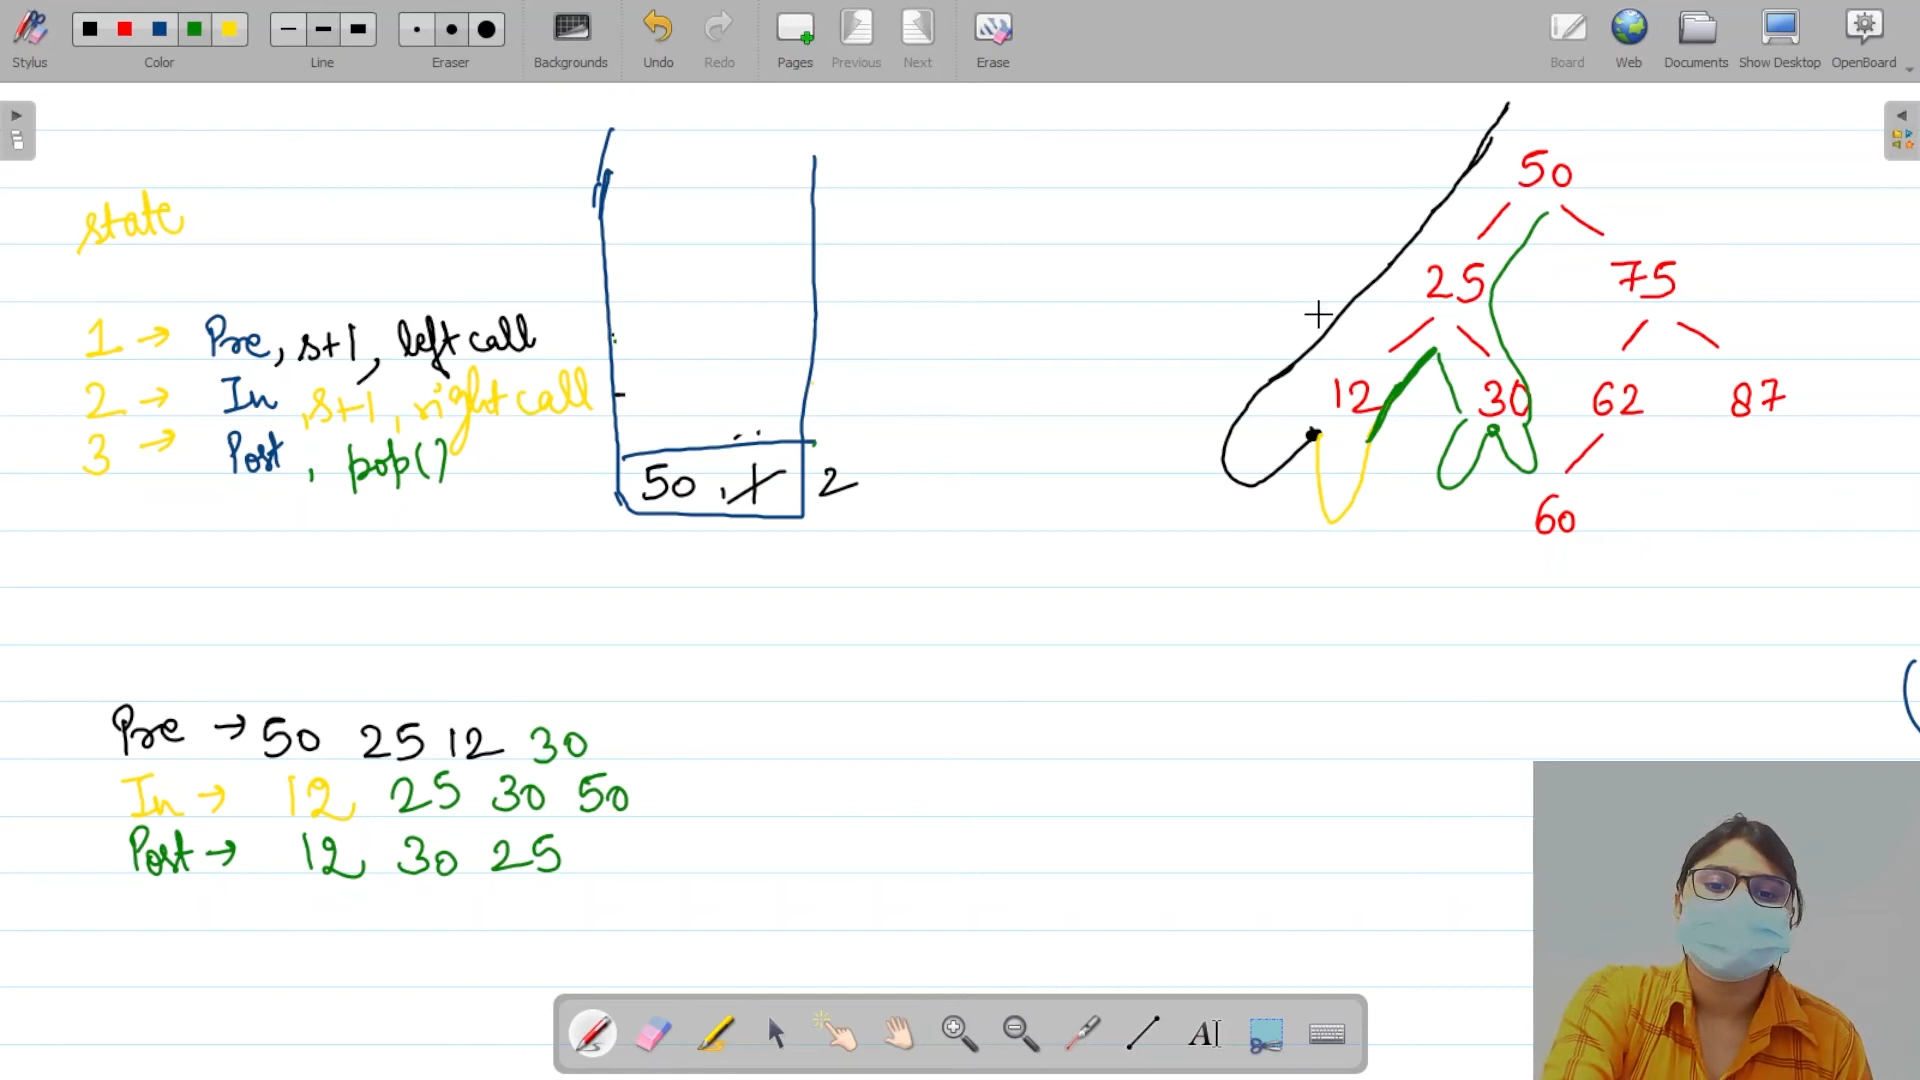 Stylus Color Line Eraser Backgrounds Undo Redo Pages Previous Next Erase Board Web Documents Show Desktop OpenBoard
state
1 → Pre, s+1, left call
2 → In, s+1, right call
3 → Post, pop()
50, 1 2
50
25 75
12 30 62 87
60
Pre → 50 25 12 30
In → 12 25 30 50
Post → 12 30 25